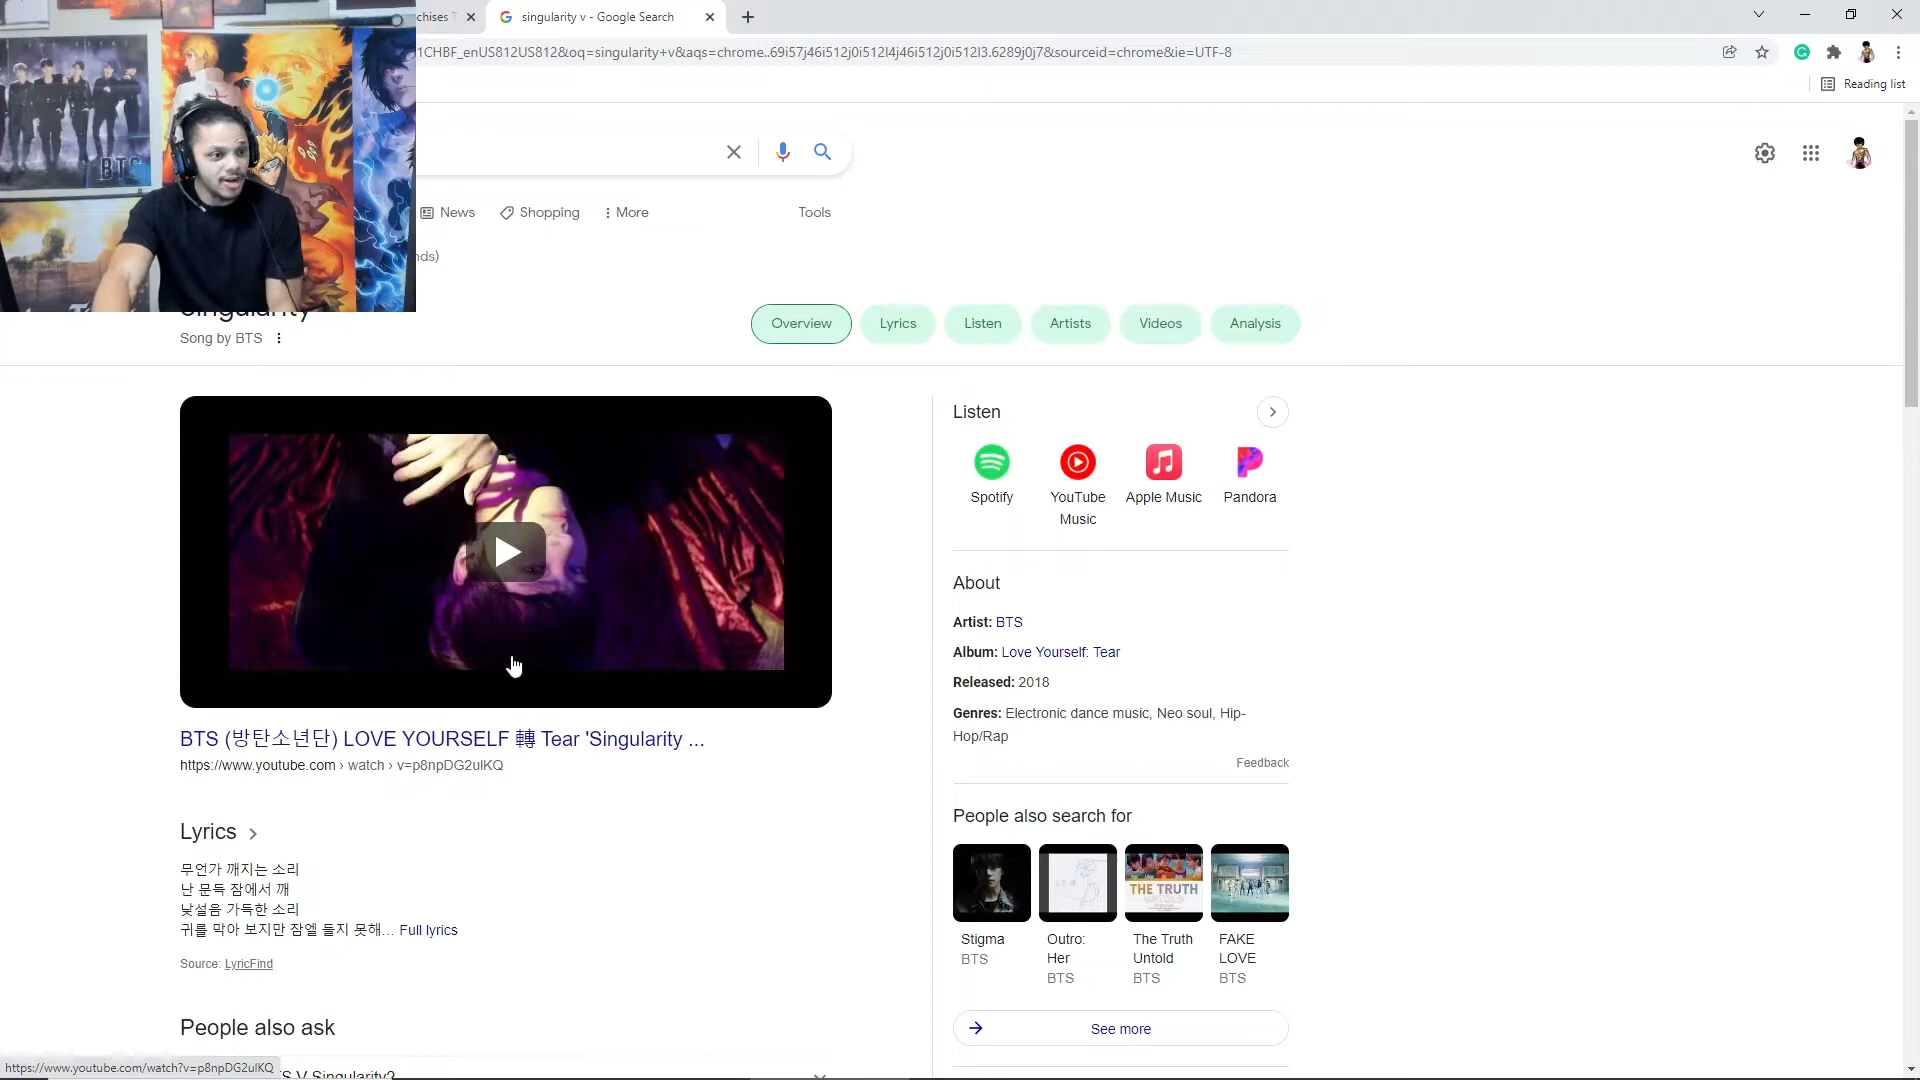 chises T
singularity v - Google Search
1CHBF_enUS812US812&oq=singularity+v&aqs=chrome..69i57j46i512j0i512l4j46i512j0i512l3.6289j0j7&sourceid=chrome&ie=UTF-8
Reading list
BTS
News
Shopping
More
Tools
nds)
Singularity
Song by BTS
Overview
Lyrics
Listen
Artists
Videos
Analysis
BTS (방탄소년단) LOVE YOURSELF 轉 Tear 'Singularity ...
https://www.youtube.com › watch › v=p8npDG2ulKQ
Lyrics
무언가 깨지는 소리
난 문득 잠에서 깨
낯설음 가득한 소리
귀를 막아 보지만 잠엘 들지 못해... Full lyrics
Source: LyricFind
People also ask
S V Singularity?
Listen
Spotify
YouTube Music
Apple Music
Pandora
About
Artist: BTS
Album: Love Yourself: Tear
Released: 2018
Genres: Electronic dance music, Neo soul, Hip-
Hop/Rap
Feedback
People also search for
THE TRUTH
Stigma
BTS
Outro:
Her
BTS
The Truth
Untold
BTS
FAKE
LOVE
BTS
See more
https://www.youtube.com/watch?v=p8npDG2ulKQ